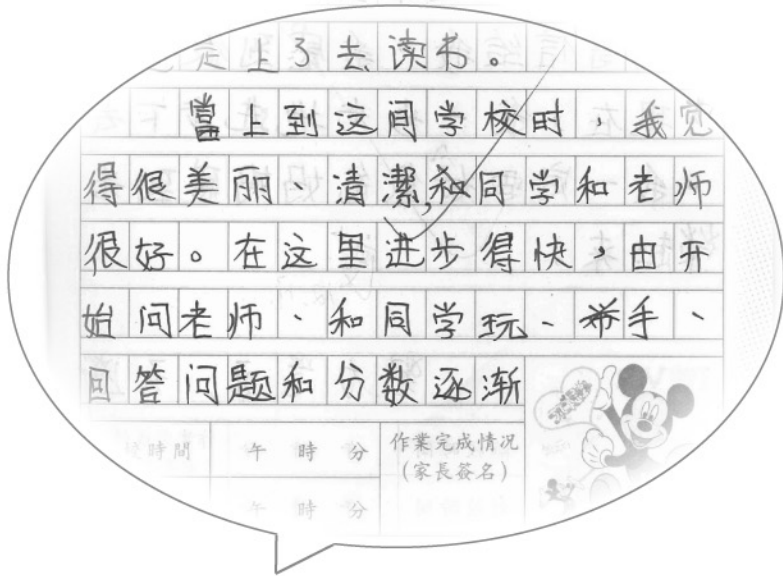 走上了去读书。
當上到这间学校时,我覚
得很美丽、清潔,和同学和老师
很好。在这里进步得快,由开
始问老师、和同学玩、举手、
回答问题和分数逐渐
時間 午 時 分 作業完成情况
(家長簽名)
午 時 分